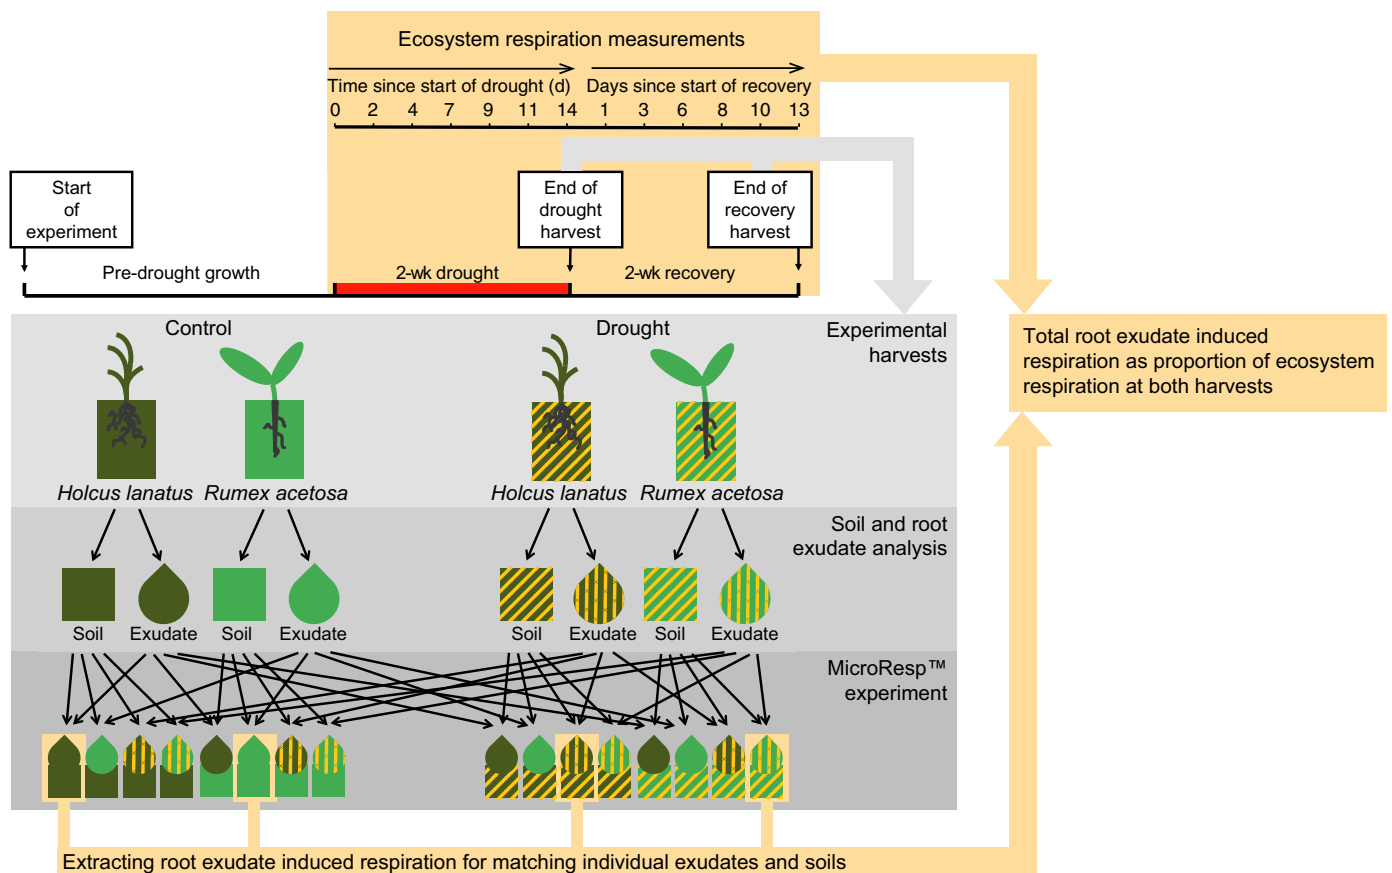 Ecosystem respiration measurements
Time since start of drought (d)
Days since start of recovery
0 2 4 7 9 11 14 1 3 6 8 10 13
Start
of
experiment
End of
drought
harvest
End of
recovery
harvest
Pre-drought growth
2-wk drought
2-wk recovery
Control
Drought
Experimental
harvests
Total root exudate induced
respiration as proportion of ecosystem
respiration at both harvests
Holcus lanatus
Rumex acetosa
Holcus lanatus
Rumex acetosa
Soil and root
exudate analysis
Soil
Exudate
Soil
Exudate
Soil
Exudate
Soil
Exudate
MicroResp™
experiment
Extracting root exudate induced respiration for matching individual exudates and soils